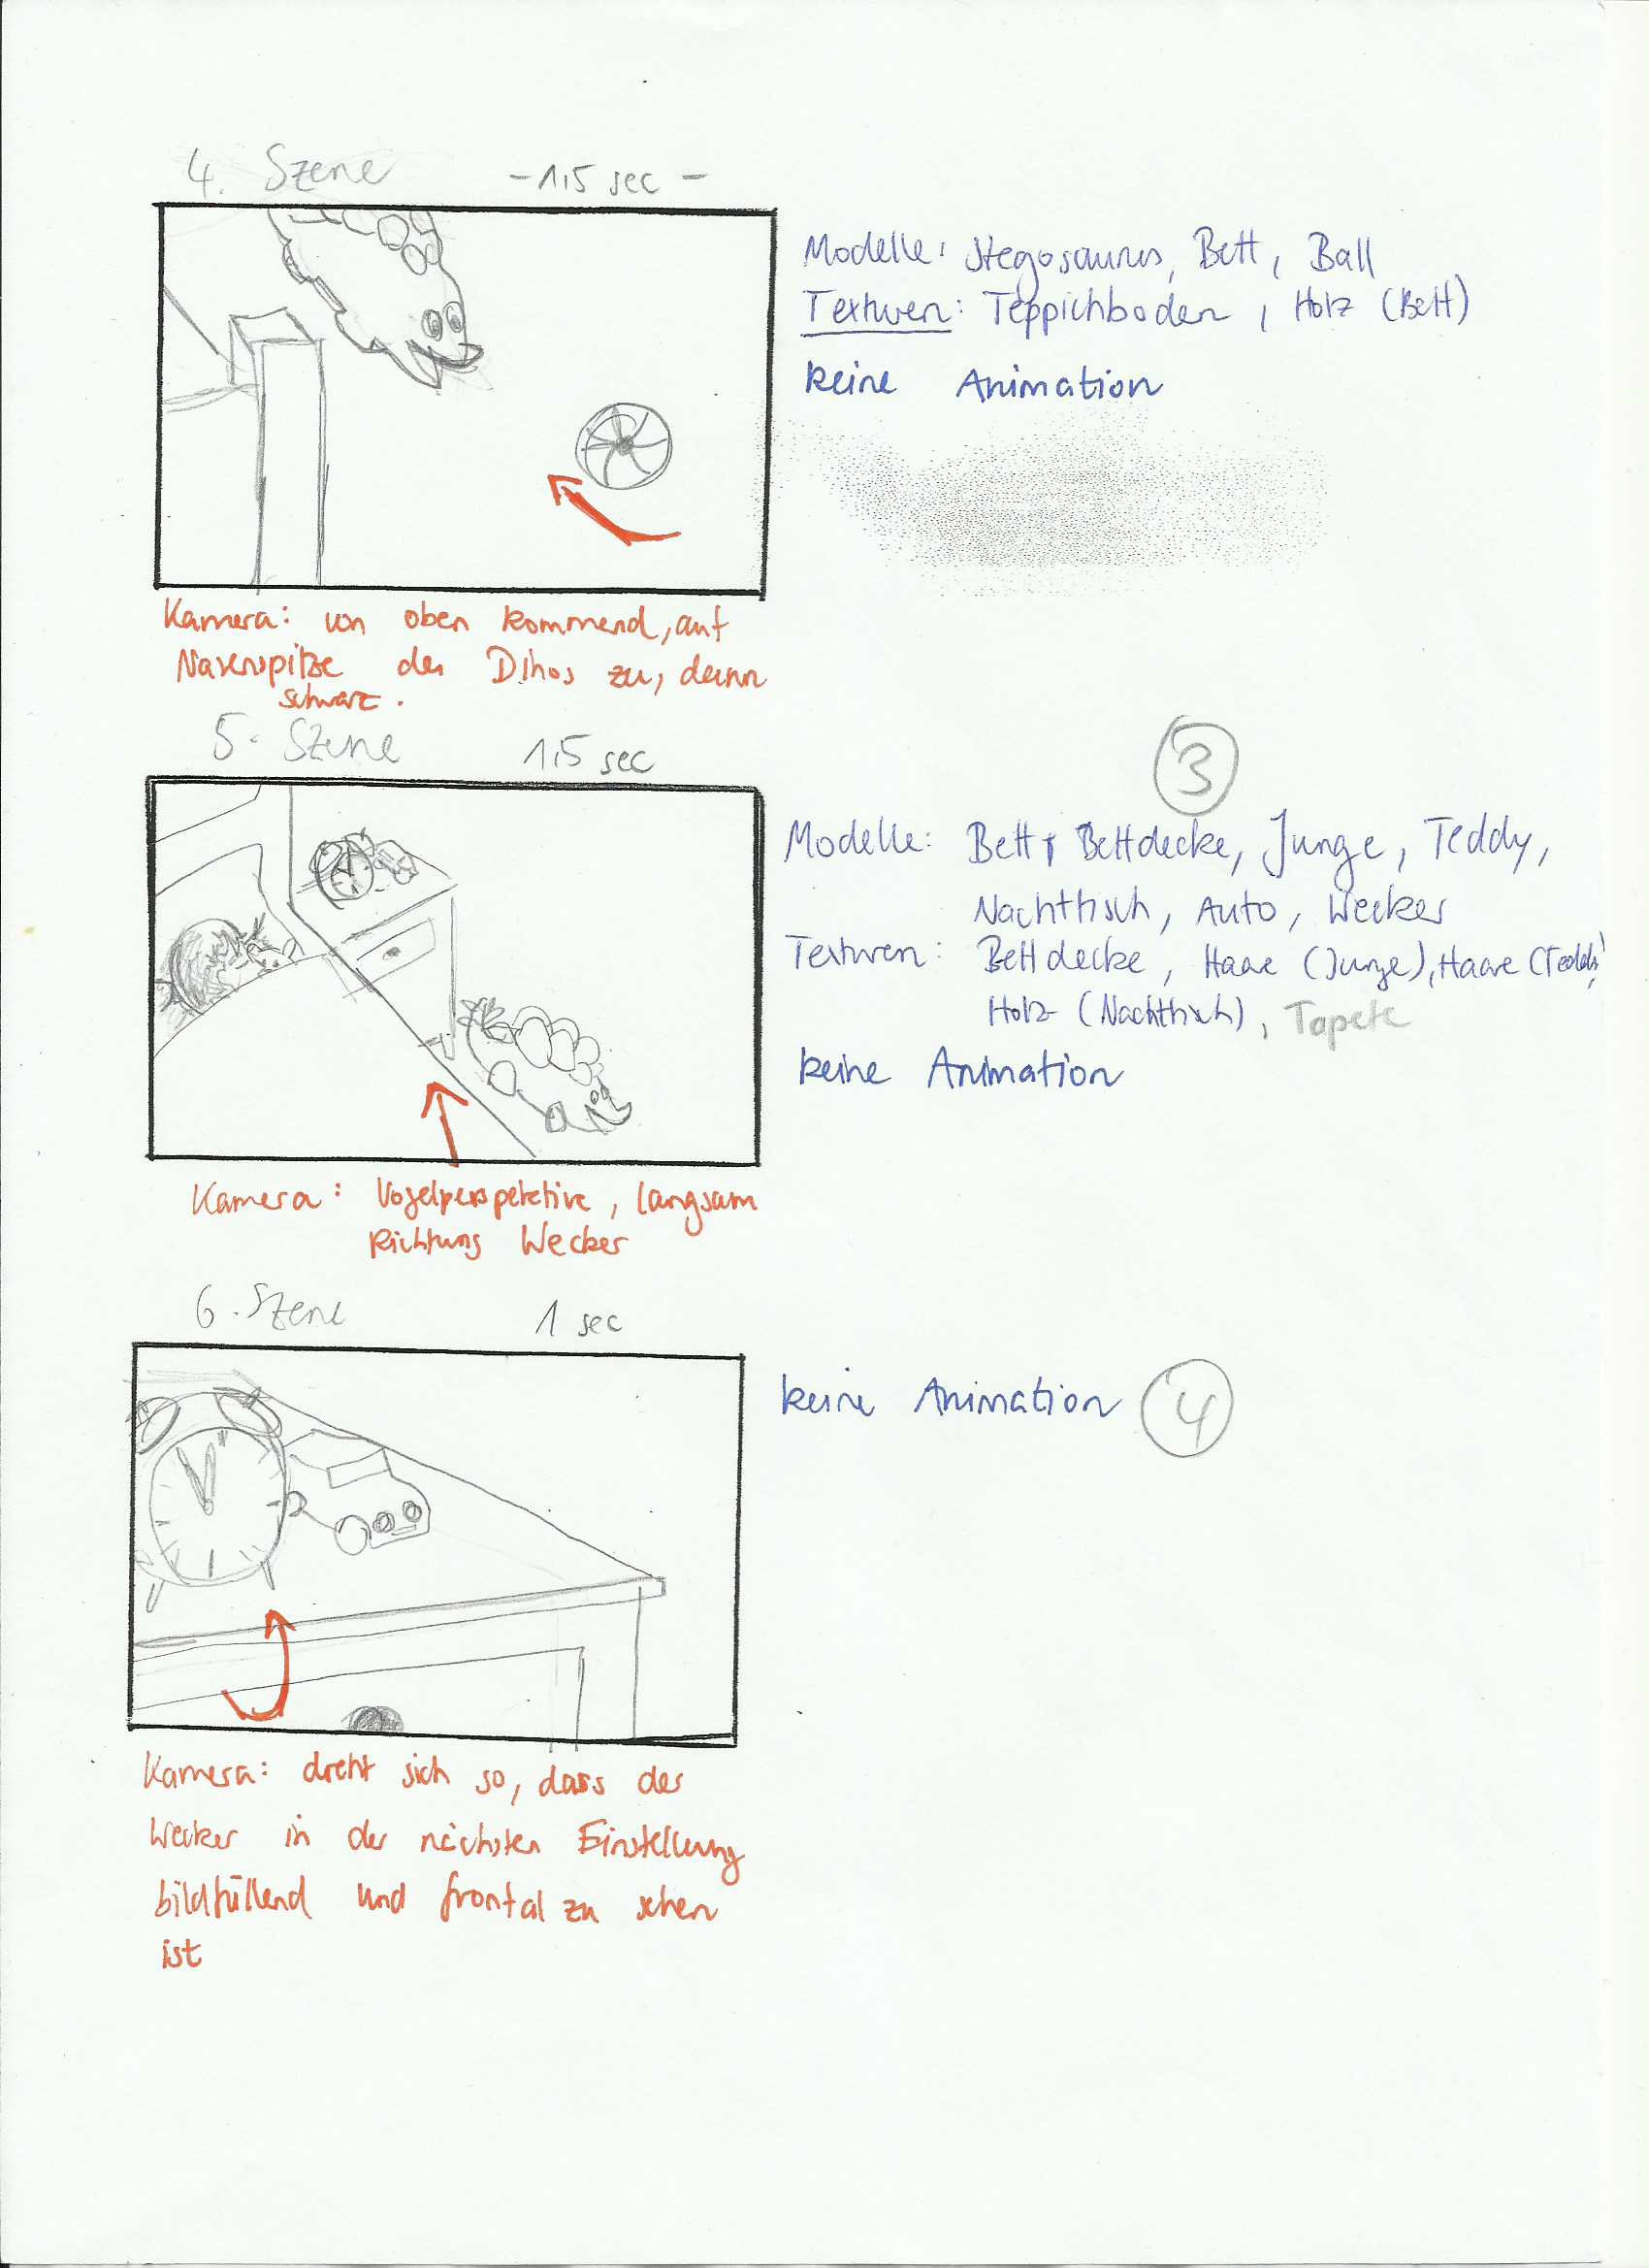 4. Szene -1,5 sec -
Modelle: Stegosaurus, Bett, Ball
Texturen: Teppichboden, Holz (Bett)
keine Animation
Kamera: von oben kommend, auf
Nasenspitze des Dinos zu, dann
schwarz.
5. Szene 1,5 sec
3
Modelle: Bett, Bettdecke, Junge, Teddy,
Nachttisch, Auto, Wecker
Texturen: Bettdecke, Haare (Junge), Haare (Teddy)
Holz (Nachttisch), Tapete
keine Animation
Kamera: Vogelperspektive, langsam
Richtung Wecker
6. Szene 1 sec
keine Animation 4
Kamera: dreht sich so, dass der
Wecker in der nächsten Einstellung
bildfüllend und frontal zu sehen
ist